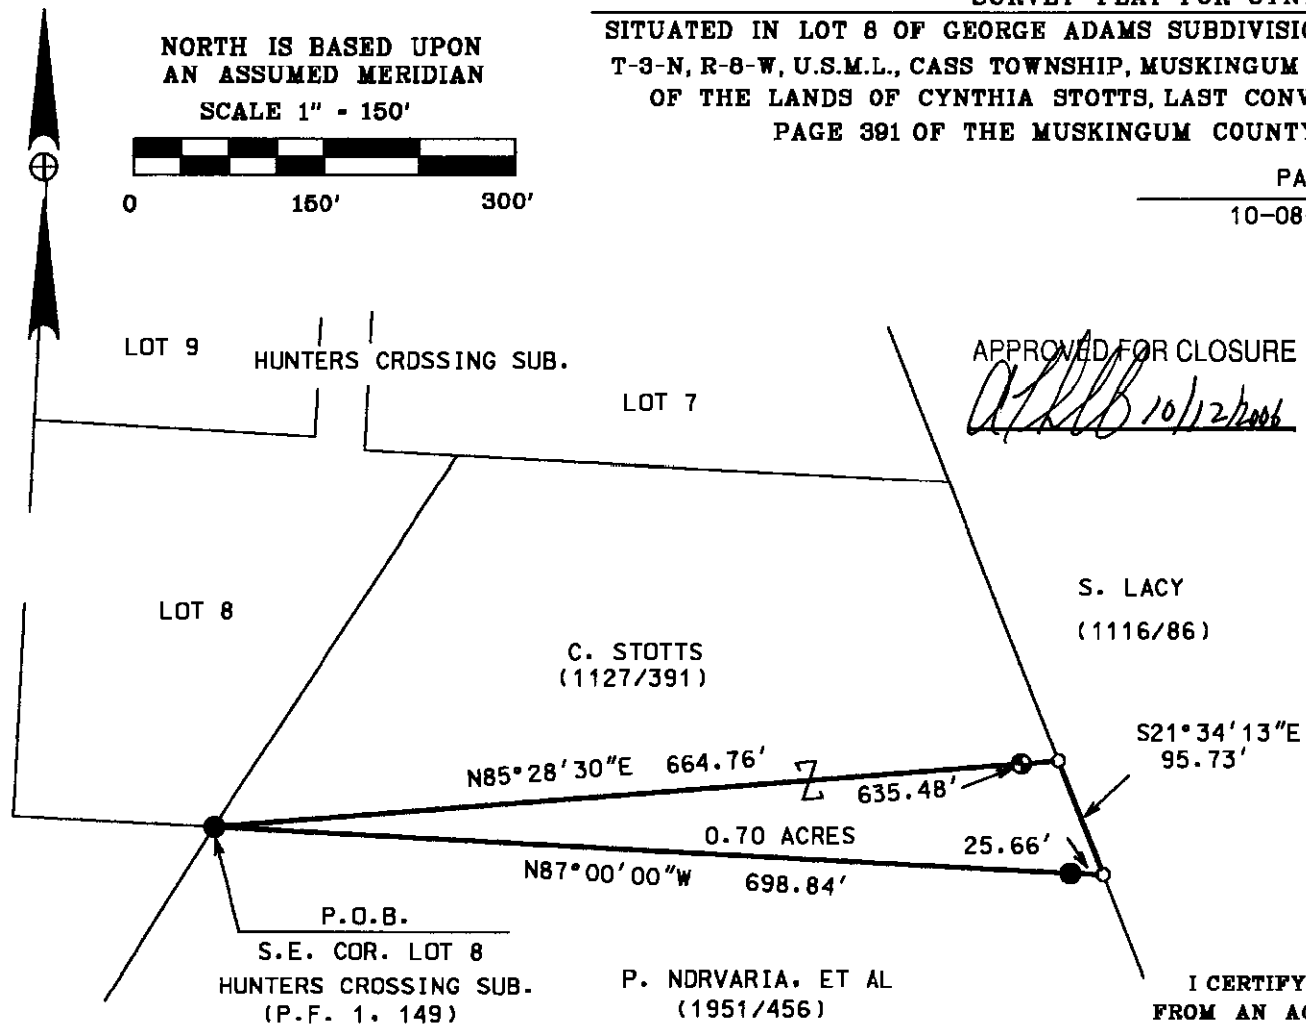 NORTH IS BASED UPON
AN ASSUMED MERIDIAN
SCALE 1" - 150'
0 150' 300'
SITUATED IN LOT 8 OF GEORGE ADAMS SUBDIVISIO
T-3-N, R-8-W, U.S.M.L., CASS TOWNSHIP, MUSKINGUM
OF THE LANDS OF CYNTHIA STOTTS, LAST CONV
PAGE 391 OF THE MUSKINGUM COUNTY
PA
10-08-
LOT 9
HUNTERS CROSSING SUB.
LOT 7
APPROVED FOR CLOSURE
10/12/2006
LOT 8
S. LACY
(1116/86)
C. STOTTS
(1127/391)
S21°34'13"E
95.73'
N85°28'30"E 664.76'
635.48'
0.70 ACRES
25.66'
N87°00'00"W 698.84'
P.O.B.
S.E. COR. LOT 8
HUNTERS CROSSING SUB.
(P.F. 1. 149)
P. NORVARIA. ET AL
(1951/456)
I CERTIFY
FROM AN AC